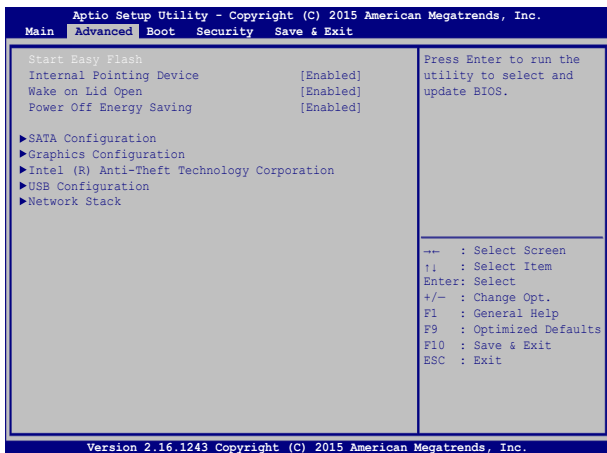 Aptio Setup Utility - Copyright (C) 2015 American Megatrends, Inc.
Main Advanced Boot Security Save & Exit
Start Easy Flash
Internal Pointing Device [Enabled]
Wake on Lid Open [Enabled]
Power Off Energy Saving [Enabled]
▶SATA Configuration
▶Graphics Configuration
▶Intel (R) Anti-Theft Technology Corporation
▶USB Configuration
▶Network Stack
Press Enter to run the
utility to select and
update BIOS.
→← : Select Screen
↑↓ : Select Item
Enter: Select
+/— : Change Opt.
F1 : General Help
F9 : Optimized Defaults
F10 : Save & Exit
ESC : Exit
Version 2.16.1243 Copyright (C) 2015 American Megatrends, Inc.